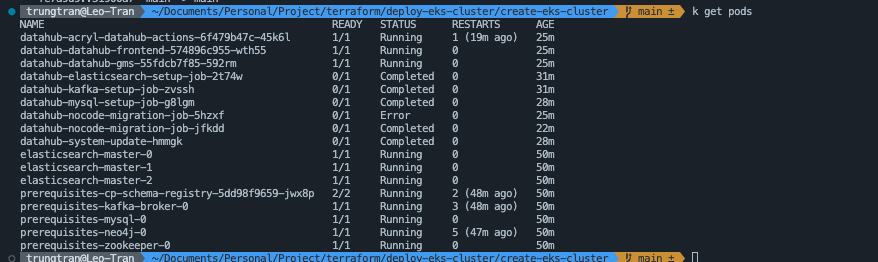 trungtran@Leo-Tran ~/Documents/Personal/Project/terraform/deploy-eks-cluster/create-eks-cluster main ± k get pods
NAME READY STATUS RESTARTS AGE
datahub-acryl-datahub-actions-6f479b47c-45k6l 1/1 Running 1 (19m ago) 25m
datahub-datahub-frontend-574896c955-wth55 1/1 Running 0 25m
datahub-datahub-gms-55fdcb7f85-592rm 1/1 Running 0 25m
datahub-elasticsearch-setup-job-2t74w 0/1 Completed 0 31m
datahub-kafka-setup-job-zvssh 0/1 Completed 0 31m
datahub-mysql-setup-job-g8lgm 0/1 Completed 0 28m
datahub-nocode-migration-job-5hzxf 0/1 Error 0 25m
datahub-nocode-migration-job-jfkdd 0/1 Completed 0 22m
datahub-system-update-hmmgk 0/1 Completed 0 28m
elasticsearch-master-0 1/1 Running 0 50m
elasticsearch-master-1 1/1 Running 0 50m
elasticsearch-master-2 1/1 Running 0 50m
prerequisites-cp-schema-registry-5dd98f9659-jwx8p 2/2 Running 2 (48m ago) 50m
prerequisites-kafka-broker-0 1/1 Running 3 (48m ago) 50m
prerequisites-mysql-0 1/1 Running 0 50m
prerequisites-neo4j-0 1/1 Running 5 (47m ago) 50m
prerequisites-zookeeper-0 1/1 Running 0 50m
trungtran@Leo-Tran ~/Documents/Personal/Project/terraform/deploy-eks-cluster/create-eks-cluster main ±